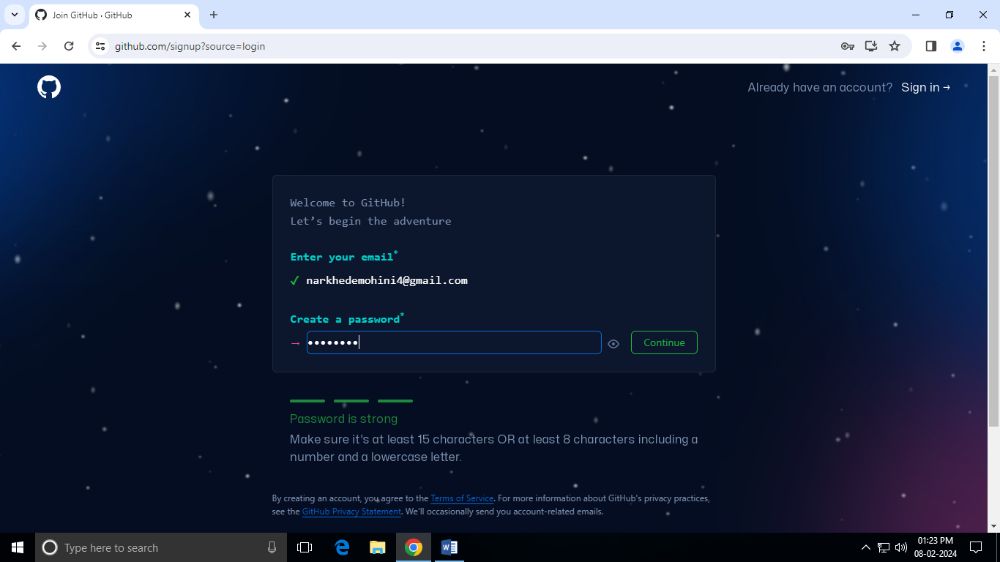 Join GitHub · GitHub
github.com/signup?source=login
Already have an account? Sign in →
Welcome to GitHub!
Let’s begin the adventure
Enter your email*
✓ narkhedemohini4@gmail.com
Create a password*
→ •••••••• Continue
Password is strong
Make sure it's at least 15 characters OR at least 8 characters including a
number and a lowercase letter.
By creating an account, you agree to the Terms of Service. For more information about GitHub's privacy practices,
see the GitHub Privacy Statement. We'll occasionally send you account-related emails.
Type here to search
01:23 PM
08-02-2024